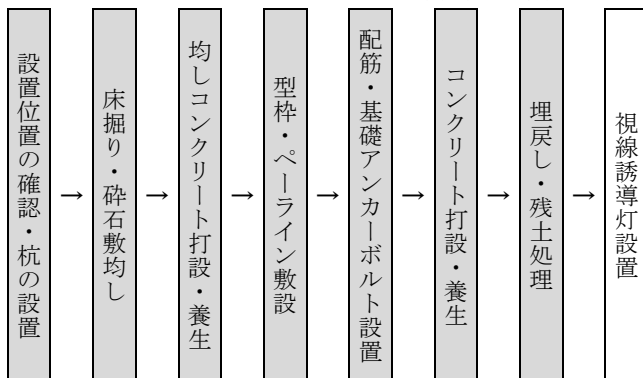 設置位置の確認・杭の設置
→
床掘り・砕石敷均し
→
均しコンクリート打設・養生
→
型枠・ペーライン敷設
→
配筋・基礎アンカーボルト設置
→
コンクリート打設・養生
→
埋戻し・残土処理
→
視線誘導灯設置